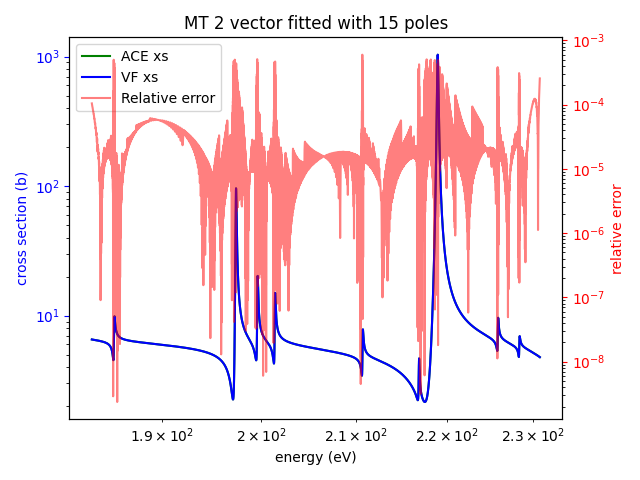 MT 2 vector fitted with 15 poles
ACE xs
VF xs
Relative error
cross section (b)
10³
10²
10¹
10⁻³
10⁻⁴
10⁻⁵
10⁻⁶
10⁻⁷
10⁻⁸
relative error
1.9 × 10² 2 × 10² 2.1 × 10² 2.2 × 10² 2.3 × 10²
energy (eV)